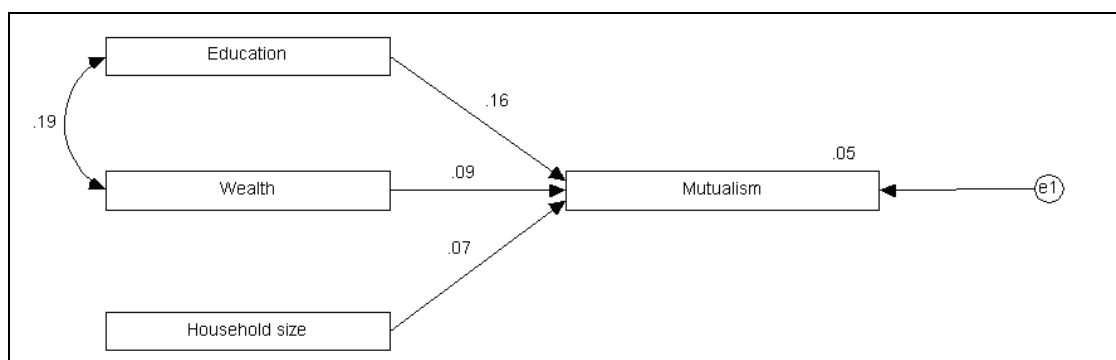 Education
.16
.19
.05
Wealth
.09
Mutualism
e1
.07
Household size